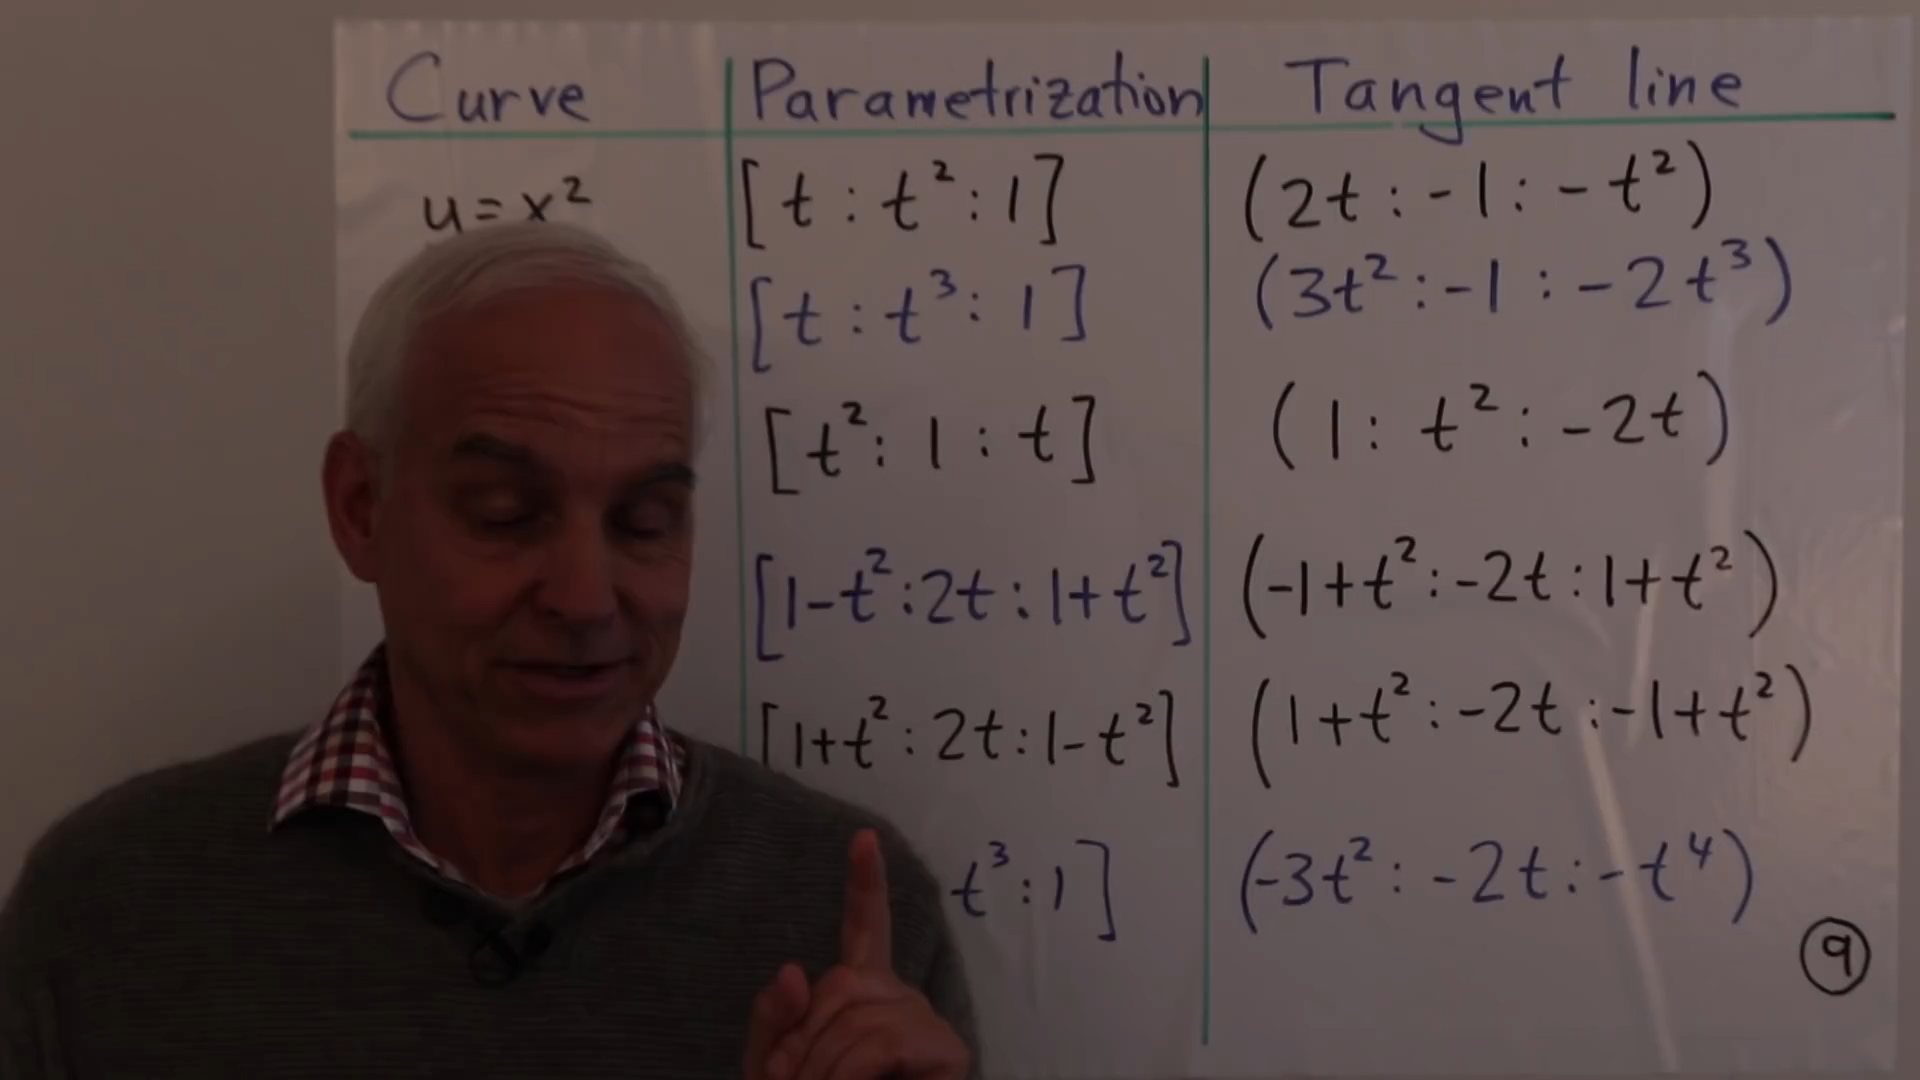 Curve Parametrization Tangent line
y=x² [t:t²:1] (2t:-1:-t²)
[t:t³:1] (3t²:-1:-2t³)
[t²:1:t] (1:t²:-2t)
[1-t²:2t:1+t²] (-1+t²:-2t:1+t²)
[1+t²:2t:1-t²] (1+t²:-2t:-1+t²)
t³:1] (-3t²:-2t:-t⁴)
9